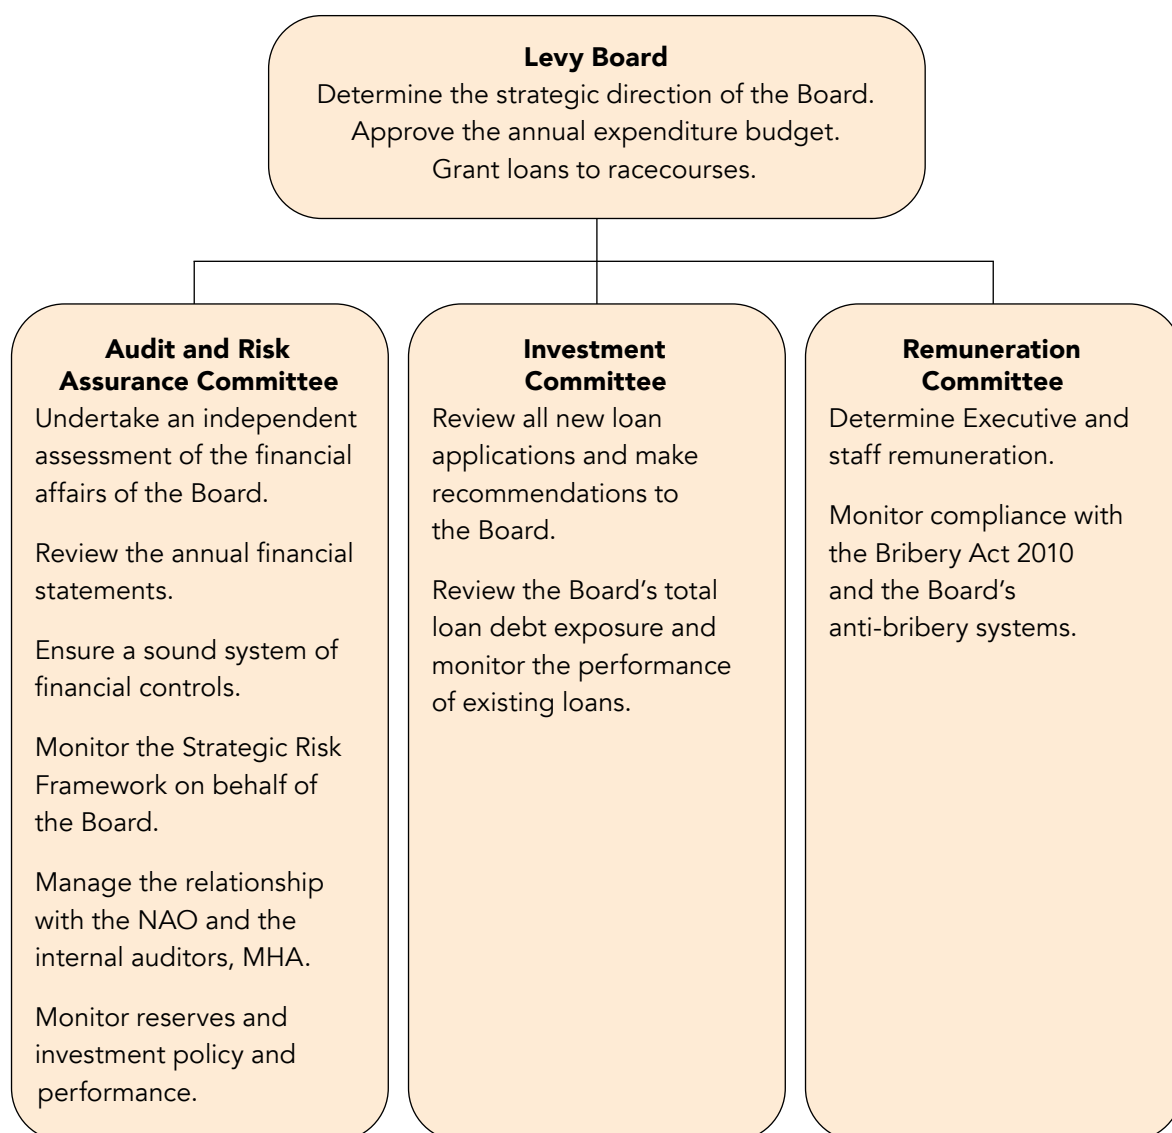 Levy Board
Determine the strategic direction of the Board.
Approve the annual expenditure budget.
Grant loans to racecourses.
Audit and Risk
Assurance Committee
Undertake an independent
assessment of the financial
affairs of the Board.
Review the annual financial
statements.
Ensure a sound system of
financial controls.
Monitor the Strategic Risk
Framework on behalf of
the Board.
Manage the relationship
with the NAO and the
internal auditors, MHA.
Monitor reserves and
investment policy and
performance.
Investment
Committee
Review all new loan
applications and make
recommendations to
the Board.
Review the Board’s total
loan debt exposure and
monitor the performance
of existing loans.
Remuneration
Committee
Determine Executive and
staff remuneration.
Monitor compliance with
the Bribery Act 2010
and the Board’s
anti-bribery systems.